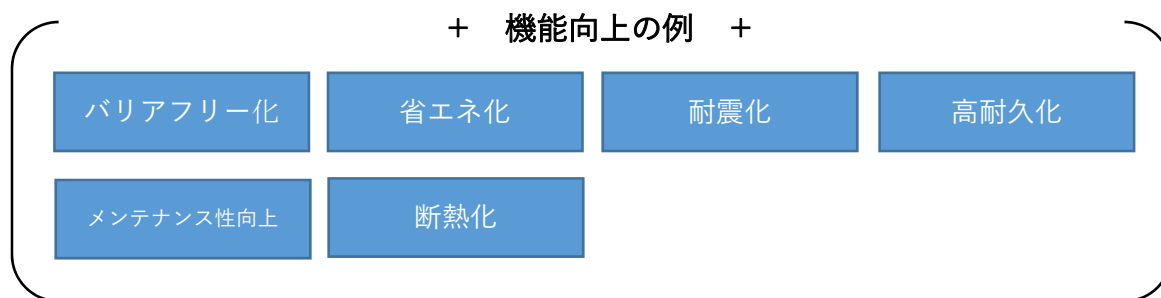 ＋　機能向上の例　＋
バリアフリー化　省エネ化　耐震化　高耐久化
メンテナンス性向上　断熱化